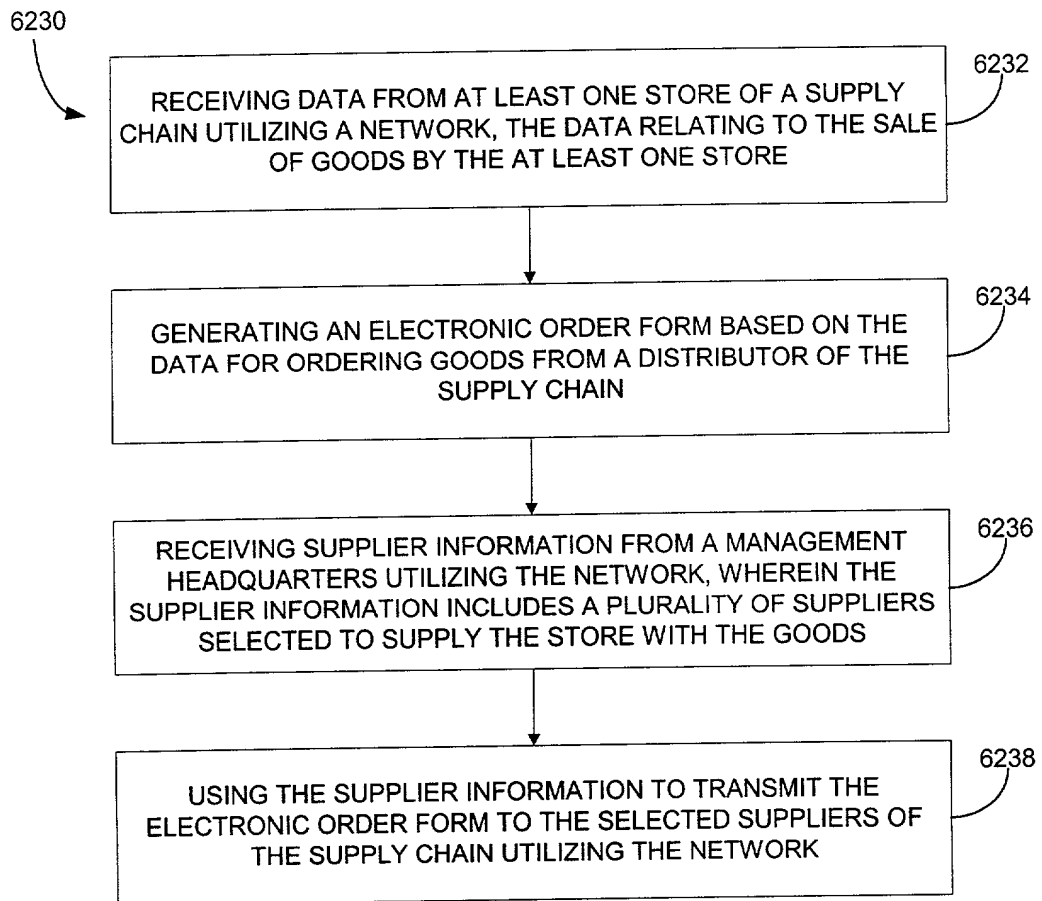 6230
6232
RECEIVING DATA FROM AT LEAST ONE STORE OF A SUPPLY
CHAIN UTILIZING A NETWORK, THE DATA RELATING TO THE SALE
OF GOODS BY THE AT LEAST ONE STORE
6234
GENERATING AN ELECTRONIC ORDER FORM BASED ON THE
DATA FOR ORDERING GOODS FROM A DISTRIBUTOR OF THE
SUPPLY CHAIN
6236
RECEIVING SUPPLIER INFORMATION FROM A MANAGEMENT
HEADQUARTERS UTILIZING THE NETWORK, WHEREIN THE
SUPPLIER INFORMATION INCLUDES A PLURALITY OF SUPPLIERS
SELECTED TO SUPPLY THE STORE WITH THE GOODS
6238
USING THE SUPPLIER INFORMATION TO TRANSMIT THE
ELECTRONIC ORDER FORM TO THE SELECTED SUPPLIERS OF
THE SUPPLY CHAIN UTILIZING THE NETWORK